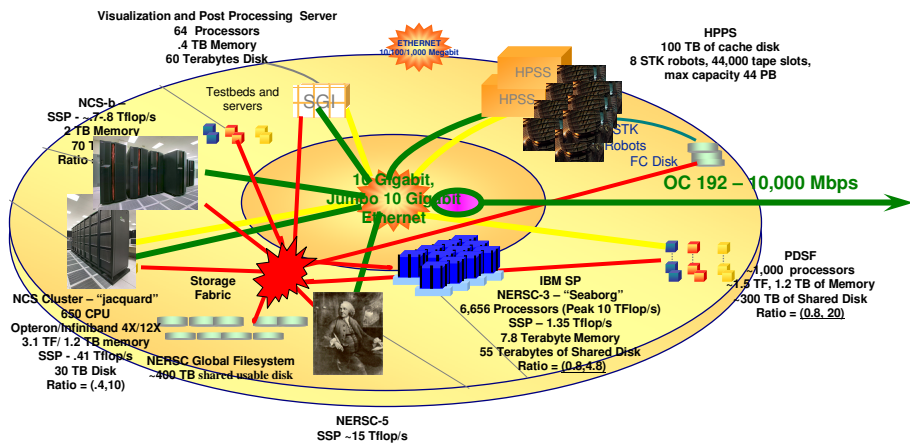 Visualization and Post Processing Server
64 Processors
.4 TB Memory
60 Terabytes Disk
ETHERNET
10,100/1,000 Megabit
HPPS
100 TB of cache disk
8 STK robots, 44,000 tape slots,
max capacity 44 PB
HPSS
HPSS
STK
Robots
FC Disk
Testbeds and
servers
SGI
NCS-b –
SSP - ~.7-.8 Tflop/s
2 TB Memory
70 T
Ratio =
10 Gigabit,
Jumbo 10 Gigabit
Ethernet
OC 192 – 10,000 Mbps
Storage
Fabric
PDSF
~1,000 processors
~1.5 TF, 1.2 TB of Memory
~300 TB of Shared Disk
Ratio = (0.8, 20)
IBM SP
NERSC-3 – “Seaborg”
6,656 Processors (Peak 10 TFlop/s)
SSP – 1.35 Tflop/s
7.8 Terabyte Memory
55 Terabytes of Shared Disk
Ratio = (0.8,4.8)
NCS Cluster – “jacquard”
650 CPU
Opteron/Infiniband 4X/12X
3.1 TF/ 1.2 TB memory
SSP - .41 Tflop/s
30 TB Disk
Ratio = (.4,10)
NERSC Global Filesystem
~400 TB shared usable disk
NERSC-5
SSP ~15 Tflop/s